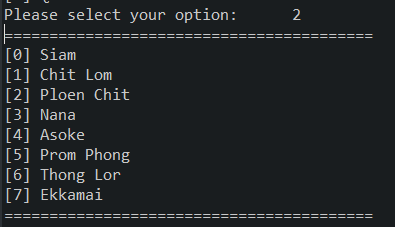 Please select your option:      2
=========================================
[0] Siam
[1] Chit Lom
[2] Ploen Chit
[3] Nana
[4] Asoke
[5] Prom Phong
[6] Thong Lor
[7] Ekkamai
=========================================